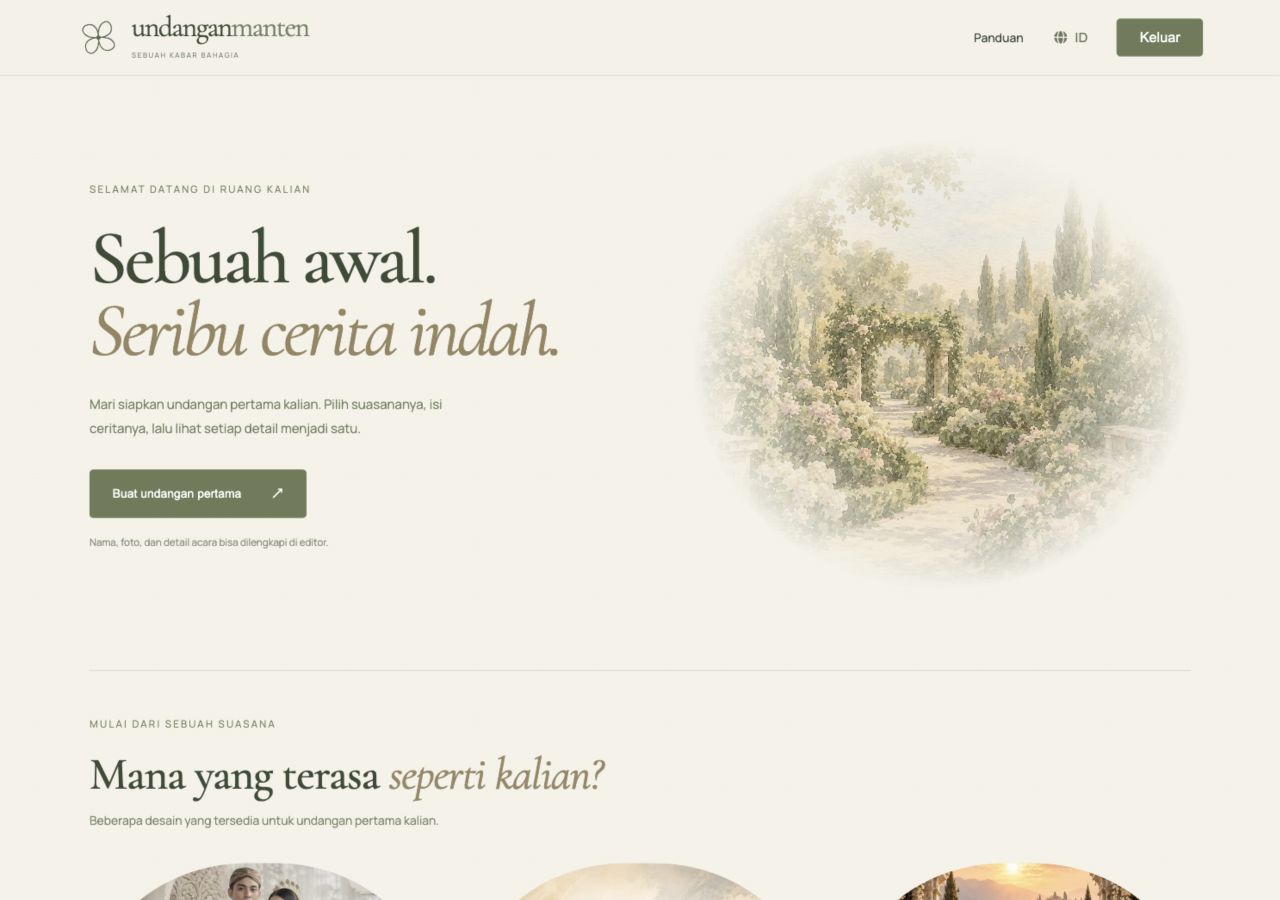 undanganmanten
SEBUAH KABAR BAHAGIA
Panduan
ID
Keluar
SELAMAT DATANG DI RUANG KALIAN
Sebuah awal.
Seribu cerita indah.
Mari siapkan undangan pertama kalian. Pilih suasananya, isi
ceritanya, lalu lihat setiap detail menjadi satu.
Buat undangan pertama ↗
Nama, foto, dan detail acara bisa dilengkapi di editor.
MULAI DARI SEBUAH SUASANA
Mana yang terasa seperti kalian?
Beberapa desain yang tersedia untuk undangan pertama kalian.